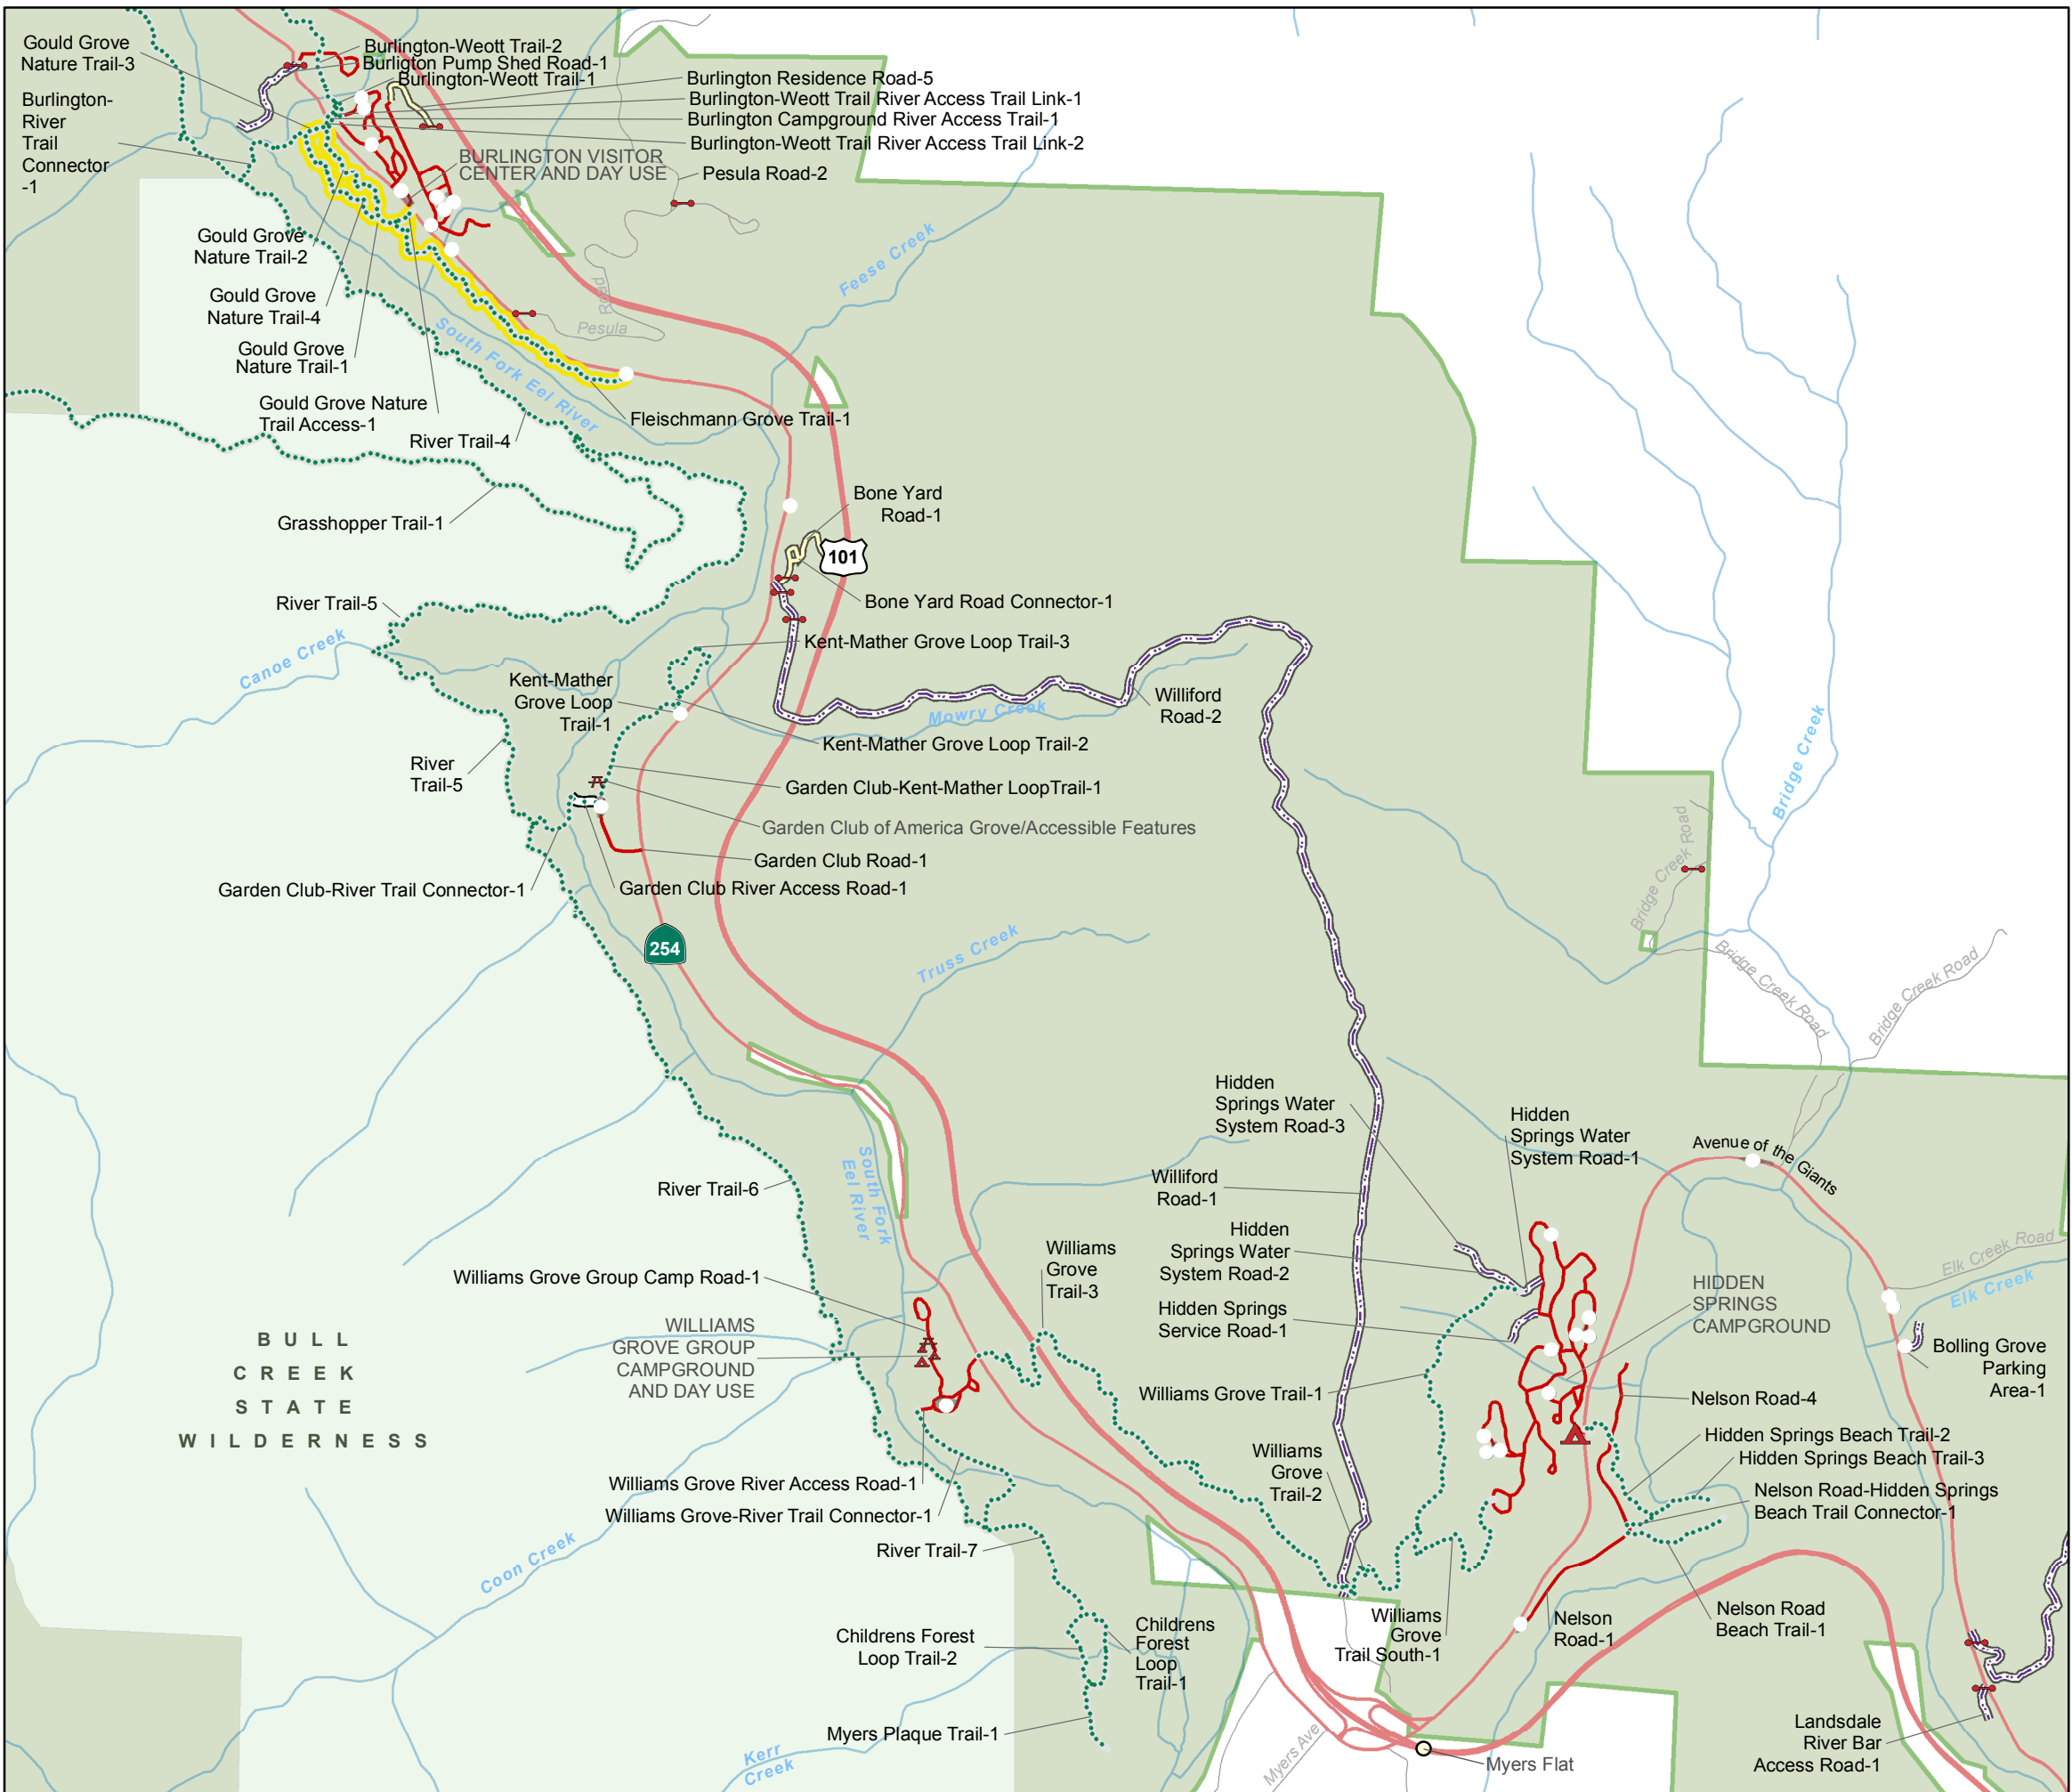 Gould Grove
Nature Trail-3
Burlington-Weott Trail-2
Burligton Pump Shed Road-1
Burlington-Weott Trail-1
Burlington-
River
Trail
Connector
-1
Burlington Residence Road-5
Burlington-Weott Trail River Access Trail Link-1
Burlington Campground River Access Trail-1
Burlington-Weott Trail River Access Trail Link-2
BURLINGTON VISITOR
CENTER AND DAY USE
Pesula Road-2
Gould Grove
Nature Trail-2
Feese Creek
Gould Grove
Nature Trail-4
Road
Pesula
South Fork Eel River
Gould Grove
Nature Trail-1
Gould Grove Nature
Trail Access-1
River Trail-4
Fleischmann Grove Trail-1
Grasshopper Trail-1
Bone Yard
Road-1
101
River Trail-5
Bone Yard Road Connector-1
Canoe Creek
Kent-Mather Grove Loop Trail-3
Kent-Mather
Grove Loop
Trail-1
Williford
Road-2
Mowry Creek
Kent-Mather Grove Loop Trail-2
River
Trail-5
Garden Club-Kent-Mather LoopTrail-1
Garden Club of America Grove/Accessible Features
Garden Club Road-1
Garden Club-River Trail Connector-1
Garden Club River Access Road-1
Bridge Creek
Bridge Creek Road
254
Truss Creek
Bridge Creek Road
Bridge Creek Road
Hidden
Springs Water
System Road-3
Hidden
Springs Water
System Road-1
Avenue of the Giants
River Trail-6
South Fork
Eel River
Williford
Road-1
Hidden
Springs Water
System Road-2
Williams
Grove
Trail-3
Elk Creek Road
Elk Creek
Williams Grove Group Camp Road-1
HIDDEN
SPRINGS
CAMPGROUND
Hidden Springs
Service Road-1
WILLIAMS
GROVE GROUP
CAMPGROUND
AND DAY USE
BULL
CREEK
STATE
WILDERNESS
Bolling Grove
Parking
Area-1
Williams Grove Trail-1
Nelson Road-4
Hidden Springs Beach Trail-2
Hidden Springs Beach Trail-3
Williams
Grove
Trail-2
Williams Grove River Access Road-1
Nelson Road-Hidden Springs
Beach Trail Connector-1
Williams Grove-River Trail Connector-1
River Trail-7
Coon Creek
Childrens Forest
Loop Trail-2
Childrens
Forest
Loop
Trail-1
Williams
Grove
Trail South-1
Nelson
Road-1
Nelson Road
Beach Trail-1
Myers Plaque Trail-1
Kerr
Creek
Myers Ave
Myers Flat
Landsdale
River Bar
Access Road-1